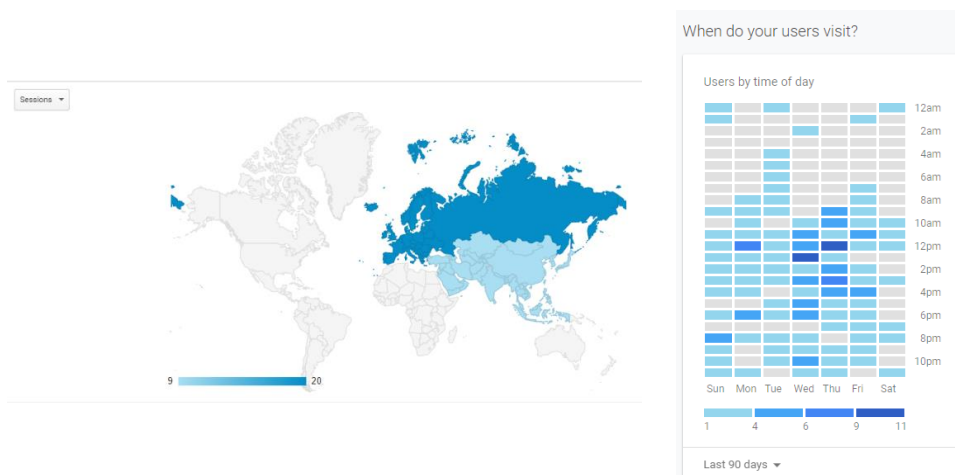 When do your users visit?
Users by time of day
Sessions
9 20
12am
2am
4am
6am
8am
10am
12pm
2pm
4pm
6pm
8pm
10pm
Sun Mon Tue Wed Thu Fri Sat
1 4 6 9 11
Last 90 days